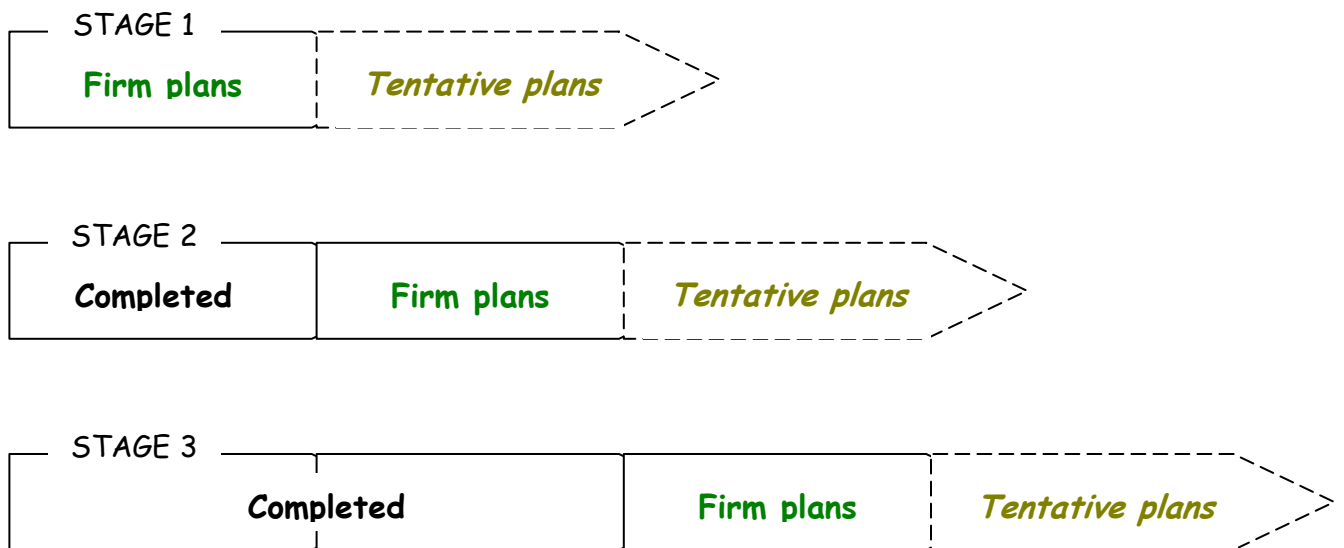 STAGE 1
Firm plans Tentative plans
STAGE 2
Completed Firm plans Tentative plans
STAGE 3
Completed Firm plans Tentative plans